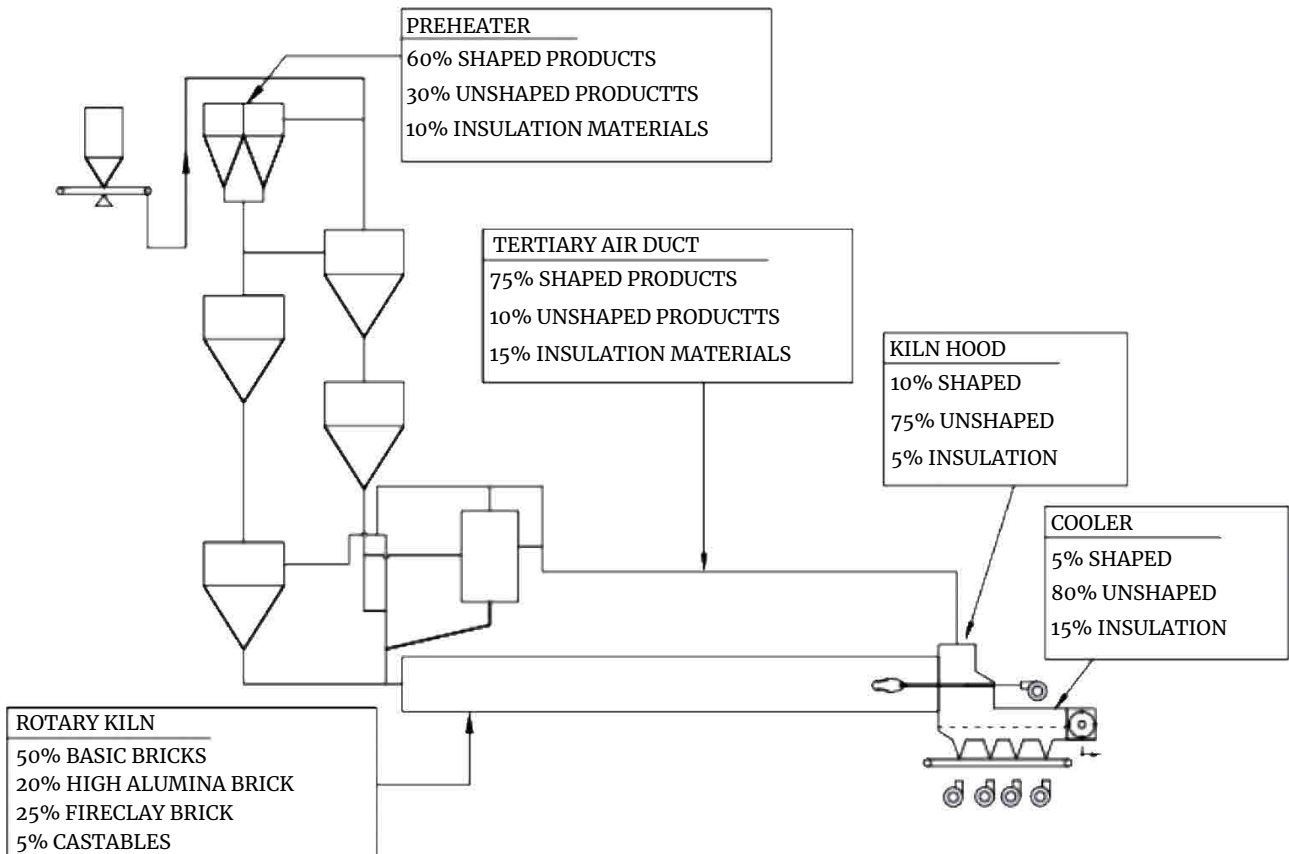 PREHEATER
60% SHAPED PRODUCTS
30% UNSHAPED PRODUCTTS
10% INSULATION MATERIALS
TERTIARY AIR DUCT
75% SHAPED PRODUCTS
10% UNSHAPED PRODUCTTS
15% INSULATION MATERIALS
KILN HOOD
10% SHAPED
75% UNSHAPED
5% INSULATION
COOLER
5% SHAPED
80% UNSHAPED
15% INSULATION
ROTARY KILN
50% BASIC BRICKS
20% HIGH ALUMINA BRICK
25% FIRECLAY BRICK
5% CASTABLES